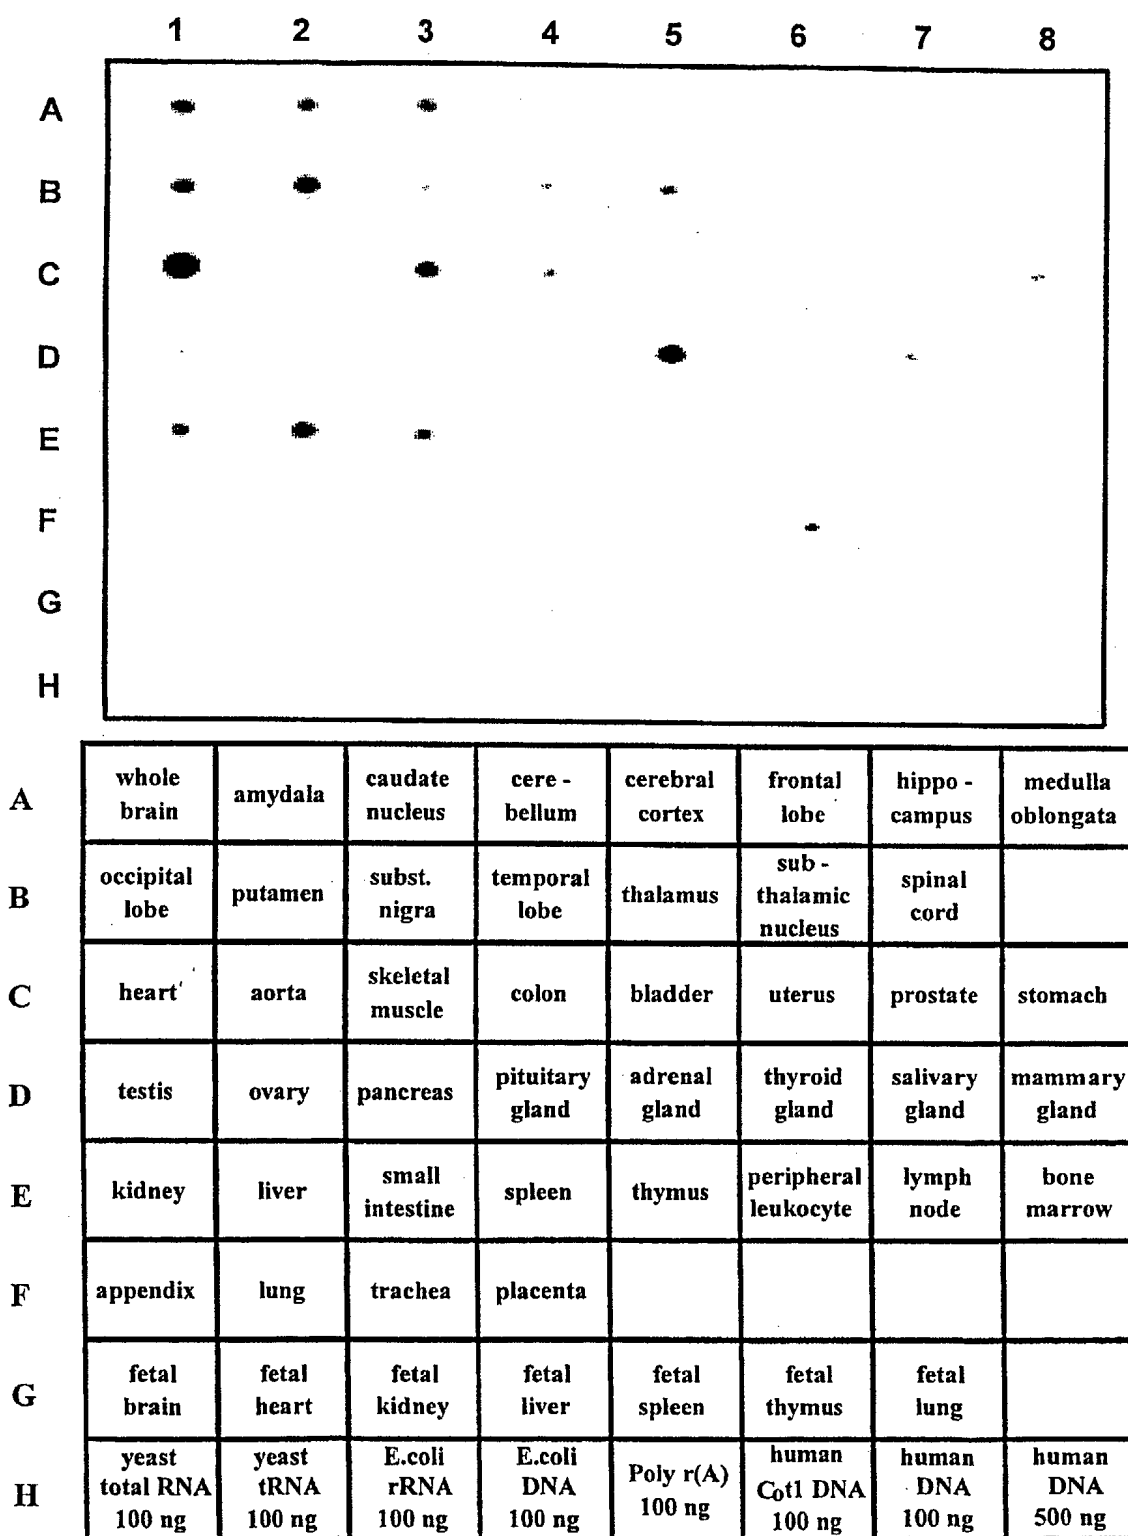 1 2 3 4 5 6 7 8
A
B
C
D
E
F
G
H
A
whole brain
amydala
caudate nucleus
cere - bellum
cerebral cortex
frontal lobe
hippo - campus
medulla oblongata
B
occipital lobe
putamen
subst. nigra
temporal lobe
thalamus
sub - thalamic nucleus
spinal cord
C
heart
aorta
skeletal muscle
colon
bladder
uterus
prostate
stomach
D
testis
ovary
pancreas
pituitary gland
adrenal gland
thyroid gland
salivary gland
mammary gland
E
kidney
liver
small intestine
spleen
thymus
peripheral leukocyte
lymph node
bone marrow
F
appendix
lung
trachea
placenta
G
fetal brain
fetal heart
fetal kidney
fetal liver
fetal spleen
fetal thymus
fetal lung
H
yeast total RNA 100 ng
yeast tRNA 100 ng
E.coli rRNA 100 ng
E.coli DNA 100 ng
Poly r(A) 100 ng
human C₀t1 DNA 100 ng
human DNA 100 ng
human DNA 500 ng